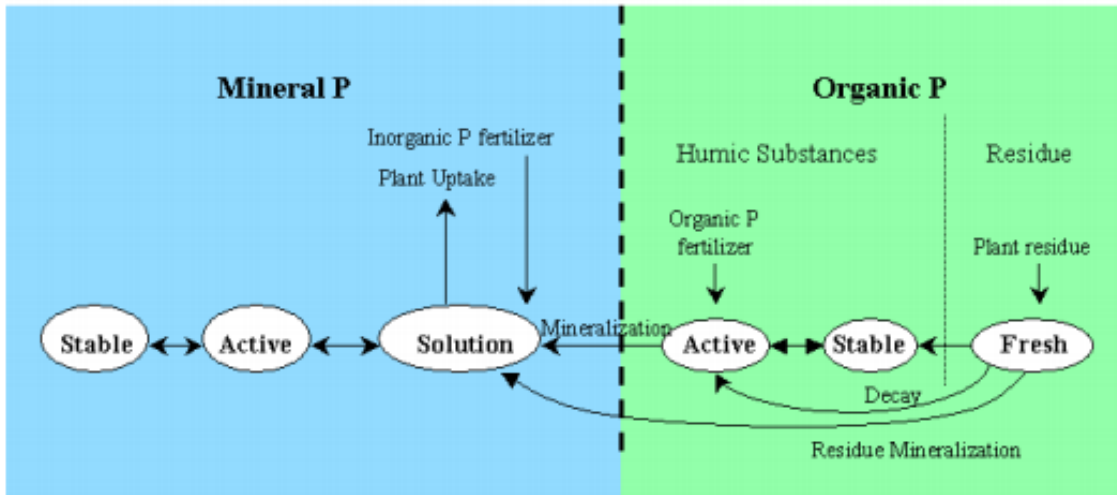 Mineral P
Organic P
Inorganic P fertilizer
Plant Uptake
Humic Substances
Residue
Organic P
fertilizer
Plant residue
Stable
Active
Solution
Mineralization
Active
Stable
Fresh
Decay
Residue Mineralization